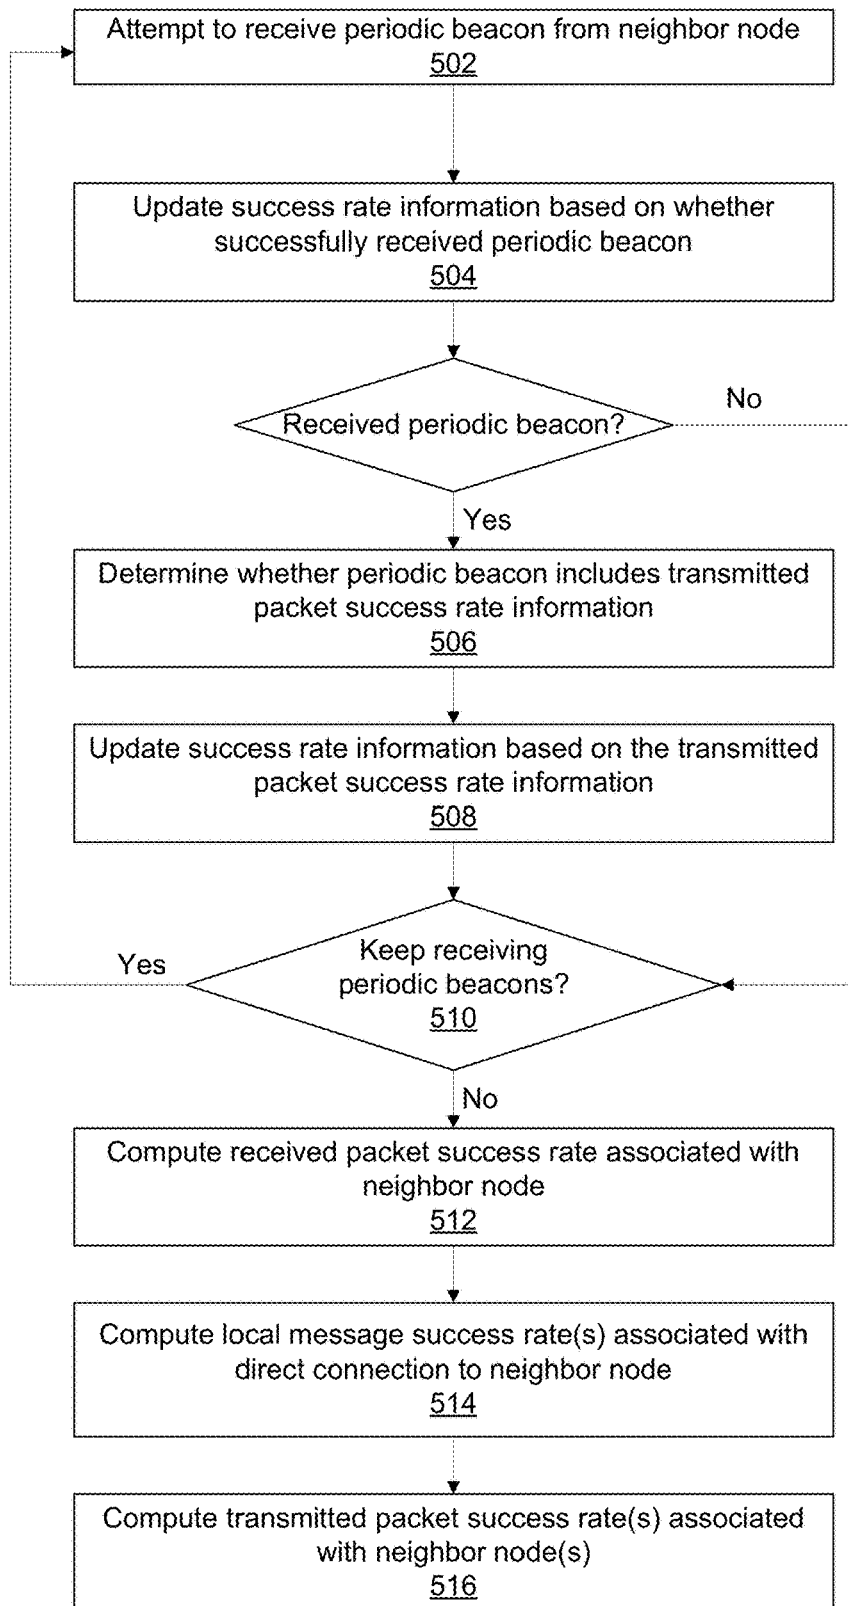 Attempt to receive periodic beacon from neighbor node
502
Update success rate information based on whether
successfully received periodic beacon
504
Received periodic beacon?
No
Yes
Determine whether periodic beacon includes transmitted
packet success rate information
506
Update success rate information based on the transmitted
packet success rate information
508
Keep receiving
periodic beacons?
510
Yes
No
Compute received packet success rate associated with
neighbor node
512
Compute local message success rate(s) associated with
direct connection to neighbor node
514
Compute transmitted packet success rate(s) associated
with neighbor node(s)
516